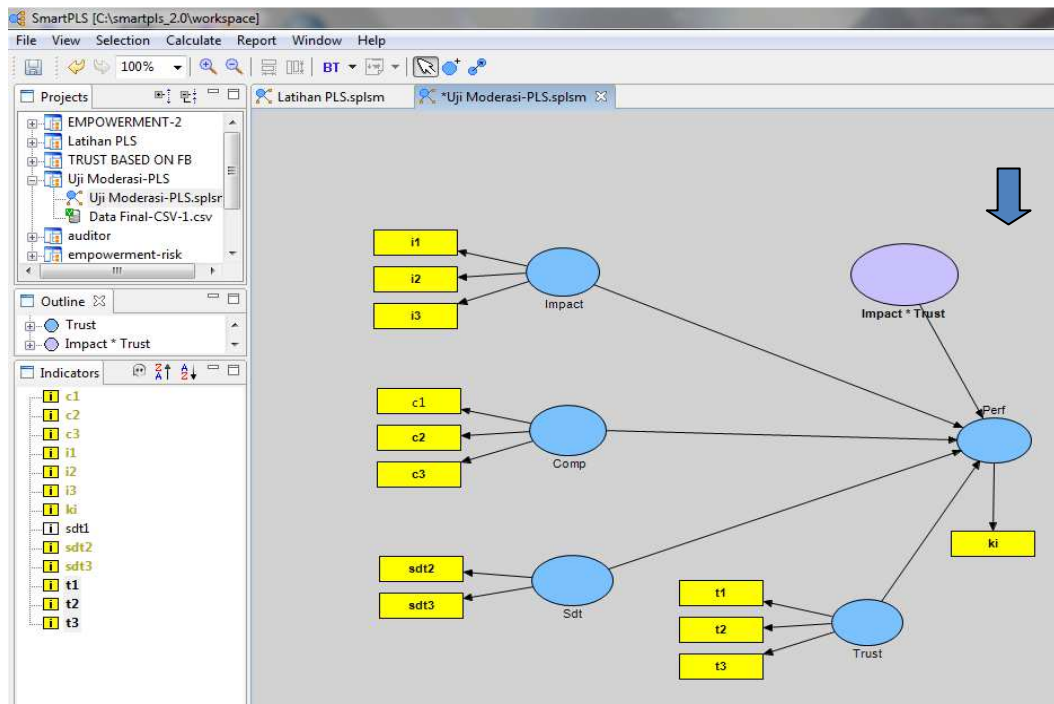 SmartPLS [C:\smartpls_2.0\workspace]
File View Selection Calculate Report Window Help
100% BT
Projects
EMPOWERMENT-2
Latihan PLS
TRUST BASED ON FB
Uji Moderasi-PLS
Uji Moderasi-PLS.splsr
Data Final-CSV-1.csv
auditor
empowerment-risk
Outline
Trust
Impact * Trust
Indicators
c1
c2
c3
i1
i2
i3
ki
sdt1
sdt2
sdt3
t1
t2
t3
Latihan PLS.splsm *Uji Moderasi-PLS.splsm
i1
i2
i3
Impact
Impact * Trust
c1
c2
c3
Comp
Perf
ki
sdt2
sdt3
Sdt
t1
t2
t3
Trust